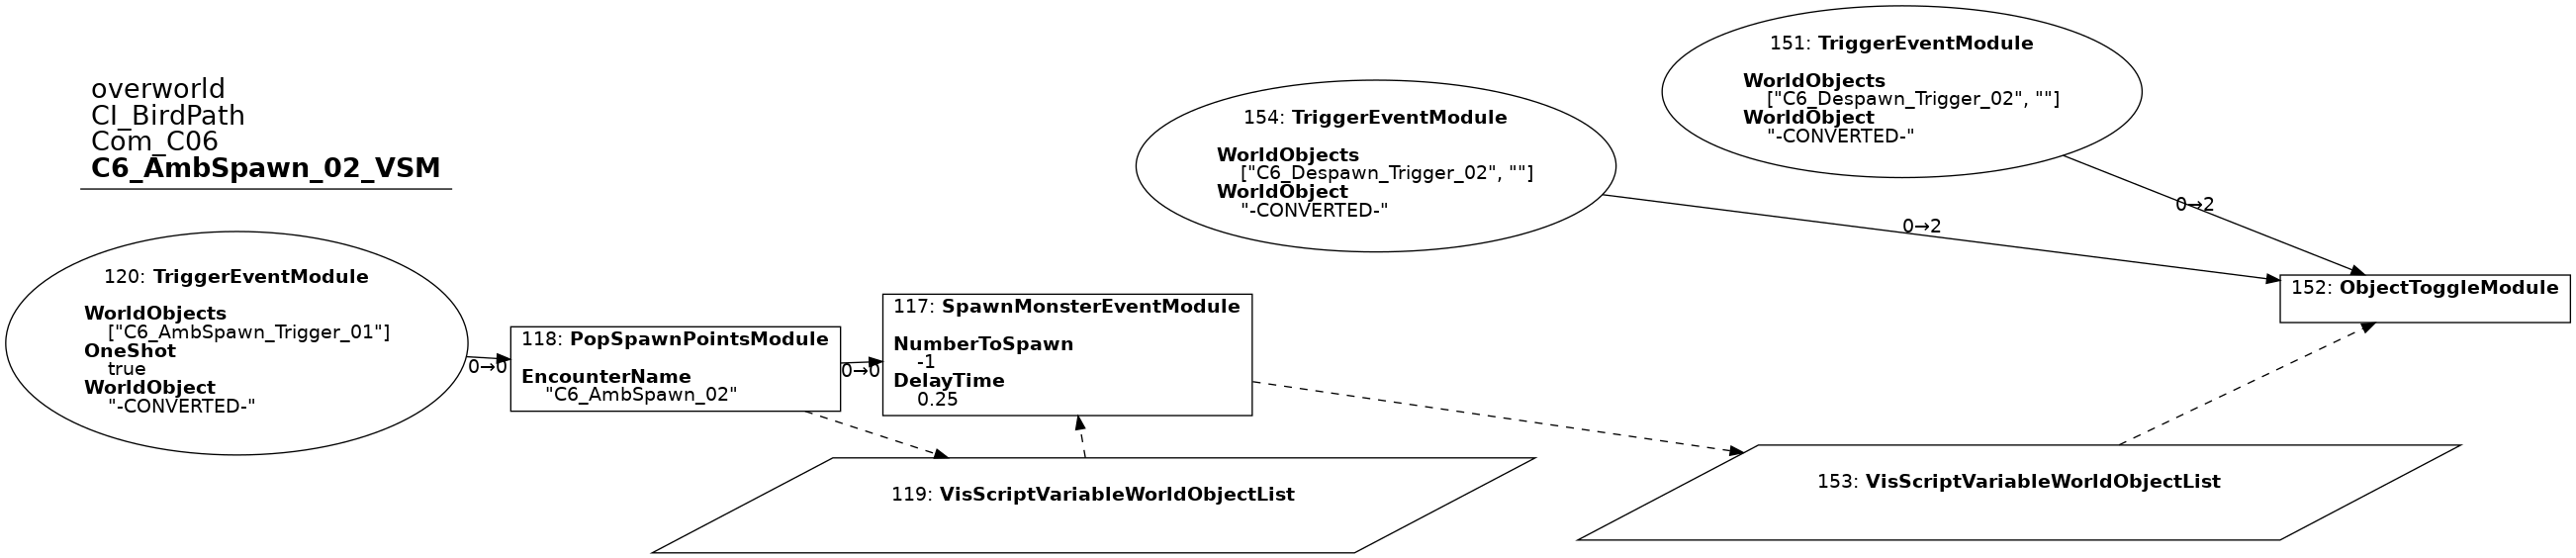 overworld
CI_BirdPath
Com_C06
C6_AmbSpawn_02_VSM
151: TriggerEventModule
WorldObjects
["C6_Despawn_Trigger_02", ""]
WorldObject
"-CONVERTED-"
154: TriggerEventModule
WorldObjects
["C6_Despawn_Trigger_02", ""]
WorldObject
"-CONVERTED-"
0→2
0→2
120: TriggerEventModule
WorldObjects
["C6_AmbSpawn_Trigger_01"]
OneShot
true
WorldObject
"-CONVERTED-"
0→0
118: PopSpawnPointsModule
EncounterName
"C6_AmbSpawn_02"
0→0
117: SpawnMonsterEventModule
NumberToSpawn
-1
DelayTime
0.25
152: ObjectToggleModule
119: VisScriptVariableWorldObjectList
153: VisScriptVariableWorldObjectList